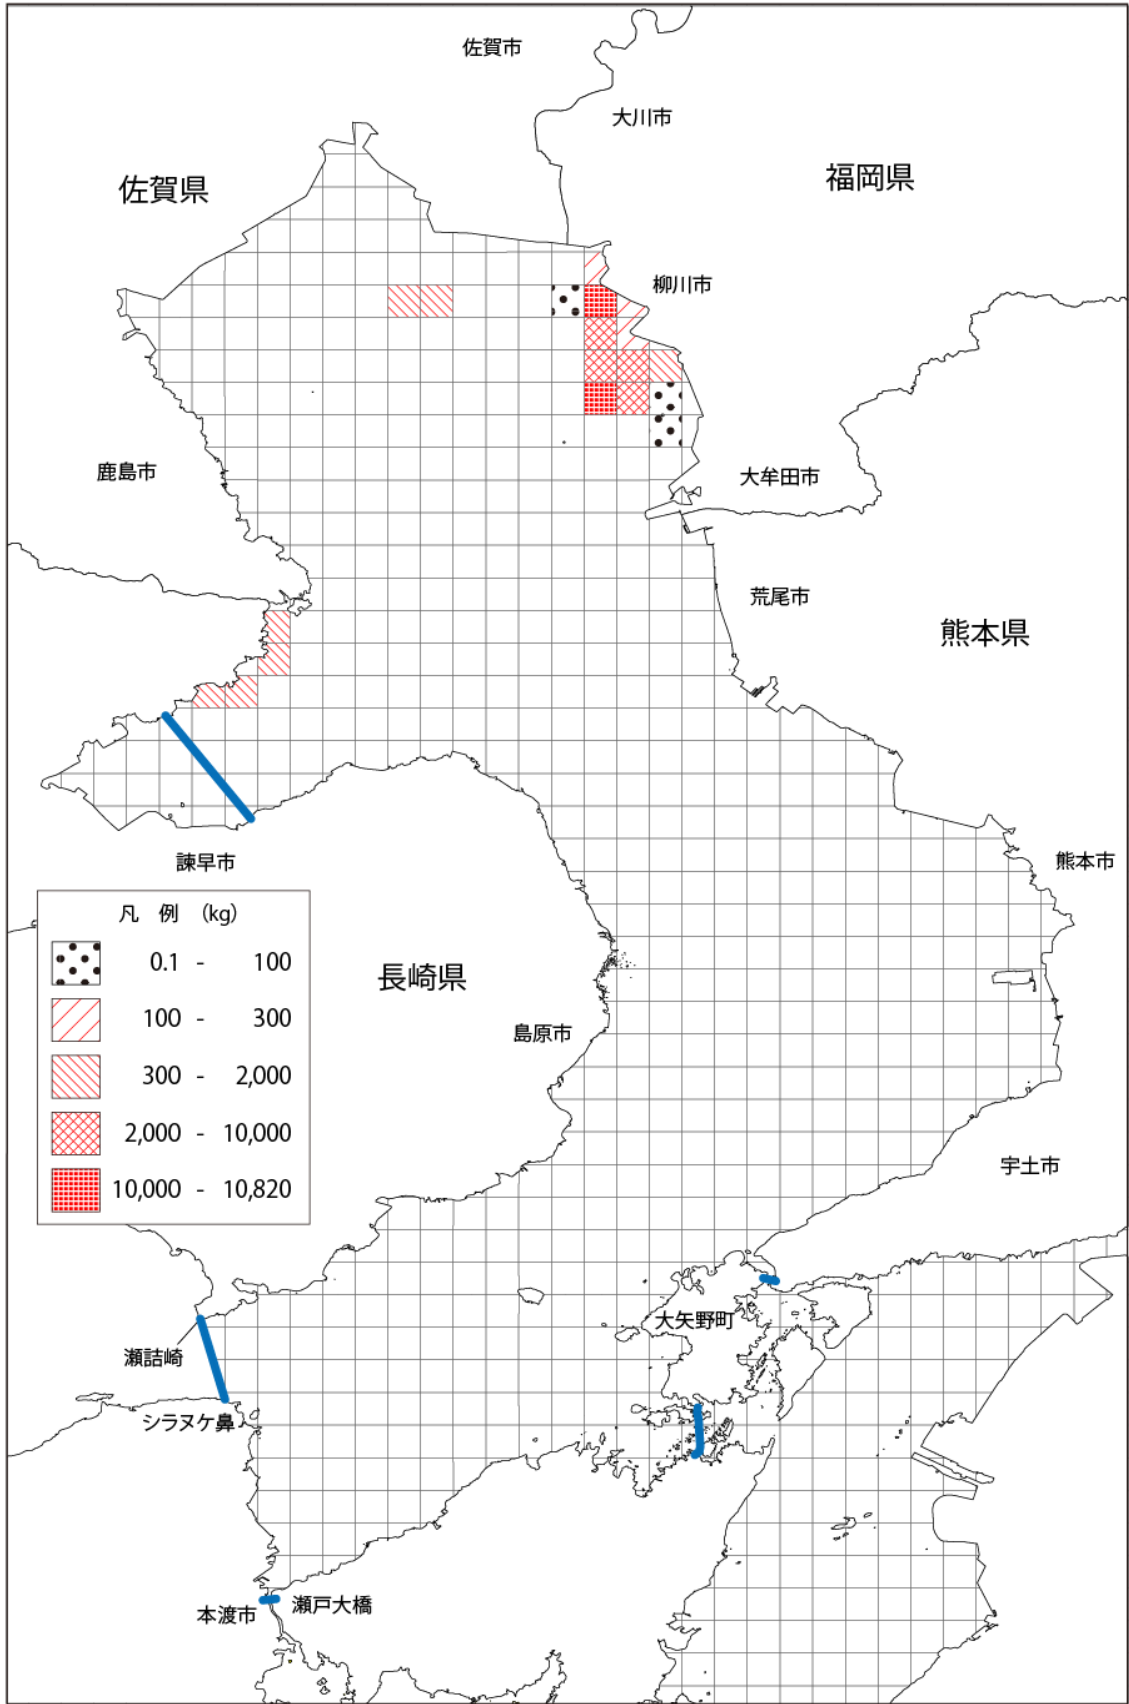 佐賀市
大川市
佐賀県
福岡県
柳川市
鹿島市
大牟田市
荒尾市
熊本県
諫早市
熊本市
凡 例 (kg)
0.1 - 100
100 - 300
300 - 2,000
2,000 - 10,000
10,000 - 10,820
長崎県
島原市
宇土市
大矢野町
瀬詰崎
シラヌケ鼻
瀬戸大橋
本渡市